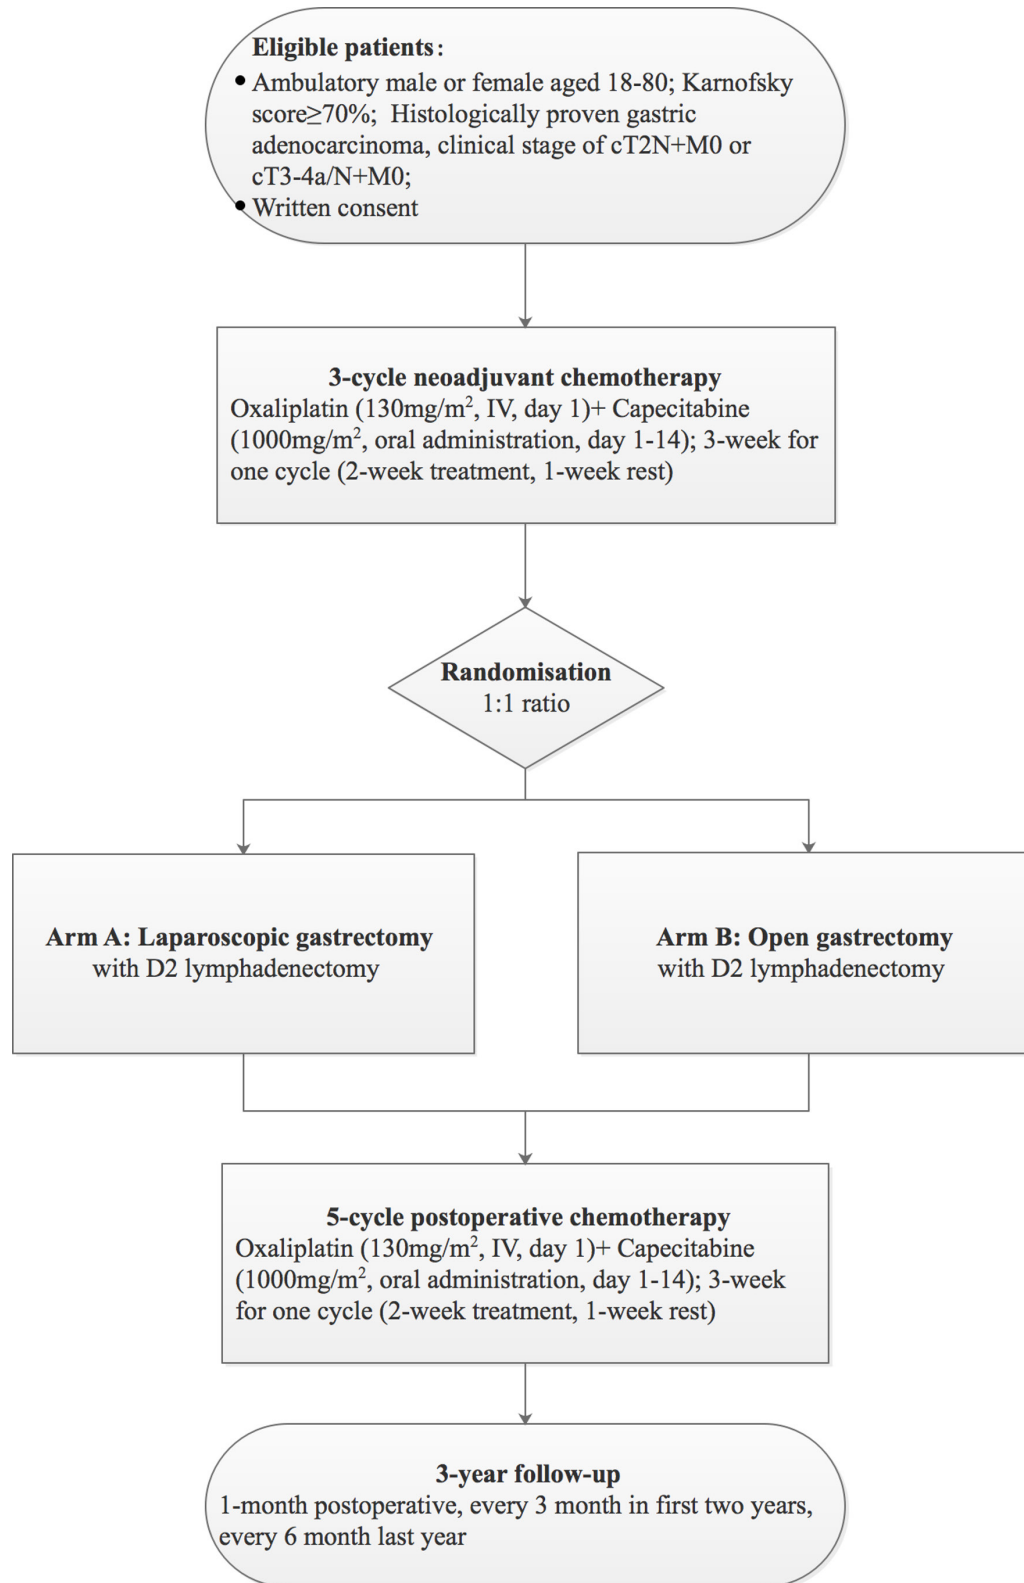 Eligible patients:
• Ambulatory male or female aged 18-80; Karnofsky
score≥70%;  Histologically proven gastric
adenocarcinoma, clinical stage of cT2N+M0 or
cT3-4a/N+M0;
• Written consent
3-cycle neoadjuvant chemotherapy
Oxaliplatin (130mg/m², IV, day 1)+ Capecitabine
(1000mg/m², oral administration, day 1-14); 3-week for
one cycle (2-week treatment, 1-week rest)
Randomisation
1:1 ratio
Arm A: Laparoscopic gastrectomy
with D2 lymphadenectomy
Arm B: Open gastrectomy
with D2 lymphadenectomy
5-cycle postoperative chemotherapy
Oxaliplatin (130mg/m², IV, day 1)+ Capecitabine
(1000mg/m², oral administration, day 1-14); 3-week
for one cycle (2-week treatment, 1-week rest)
3-year follow-up
1-month postoperative, every 3 month in first two years,
every 6 month last year